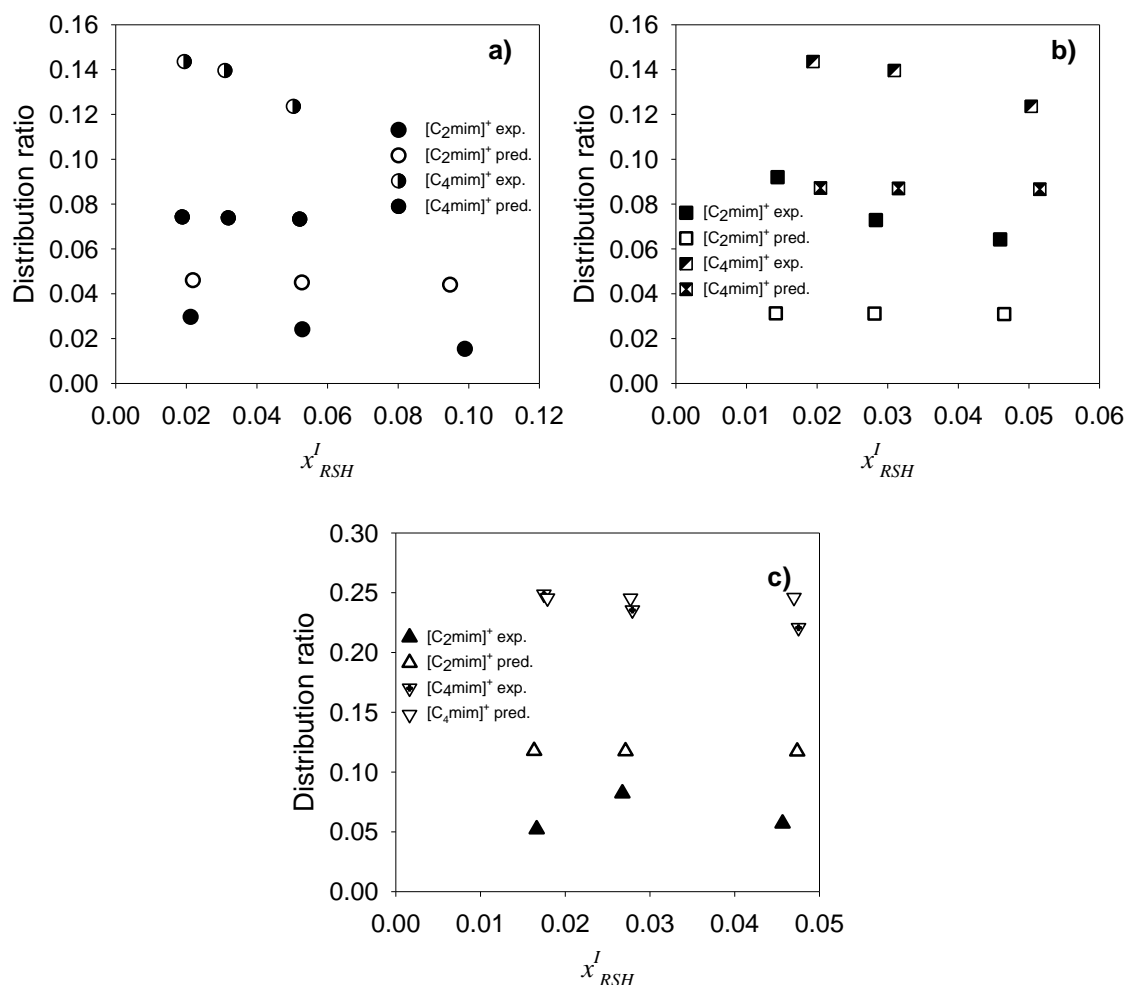 a)
0.16
0.14
0.12
0.10
0.08
0.06
0.04
0.02
0.00
Distribution ratio
[C2mim]+ exp.
[C2mim]+ pred.
[C4mim]+ exp.
[C4mim]+ pred.
0.00 0.02 0.04 0.06 0.08 0.10 0.12
x^I_RSH
b)
0.16
0.14
0.12
0.10
0.08
0.06
0.04
0.02
0.00
Distribution ratio
[C2mim]+ exp.
[C2mim]+ pred.
[C4mim]+ exp.
[C4mim]+ pred.
0.00 0.01 0.02 0.03 0.04 0.05 0.06
x^I_RSH
c)
0.30
0.25
0.20
0.15
0.10
0.05
0.00
Distribution ratio
[C2mim]+ exp.
[C2mim]+ pred.
[C4mim]+ exp.
[C4mim]+ pred.
0.00 0.01 0.02 0.03 0.04 0.05
x^I_RSH